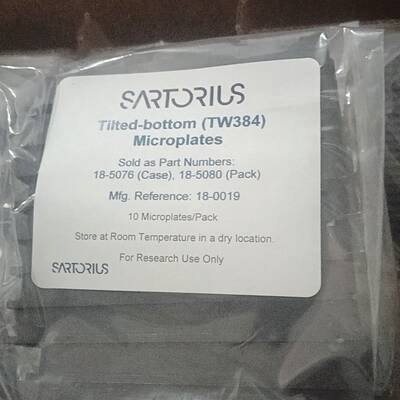 SARTORIUS
Tilted-bottom (TW384)
Microplates
Sold as Part Numbers:
18-5076 (Case), 18-5080 (Pack)
Mfg. Reference: 18-0019
10 Microplates/Pack
Store at Room Temperature in a dry location.
For Research Use Only
SARTORIUS